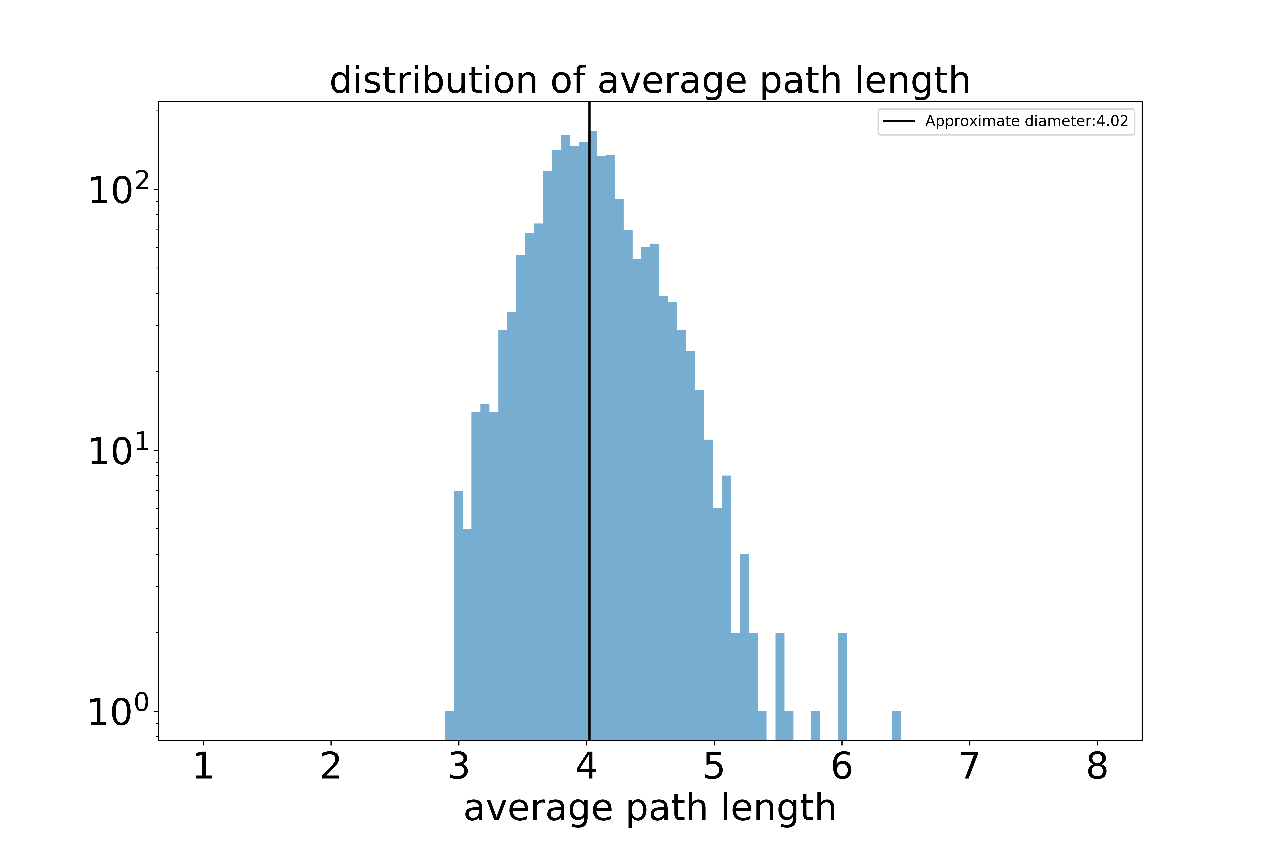 distribution of average path length
Approximate diameter:4.02
10²
10¹
10⁰
1 2 3 4 5 6 7 8
average path length